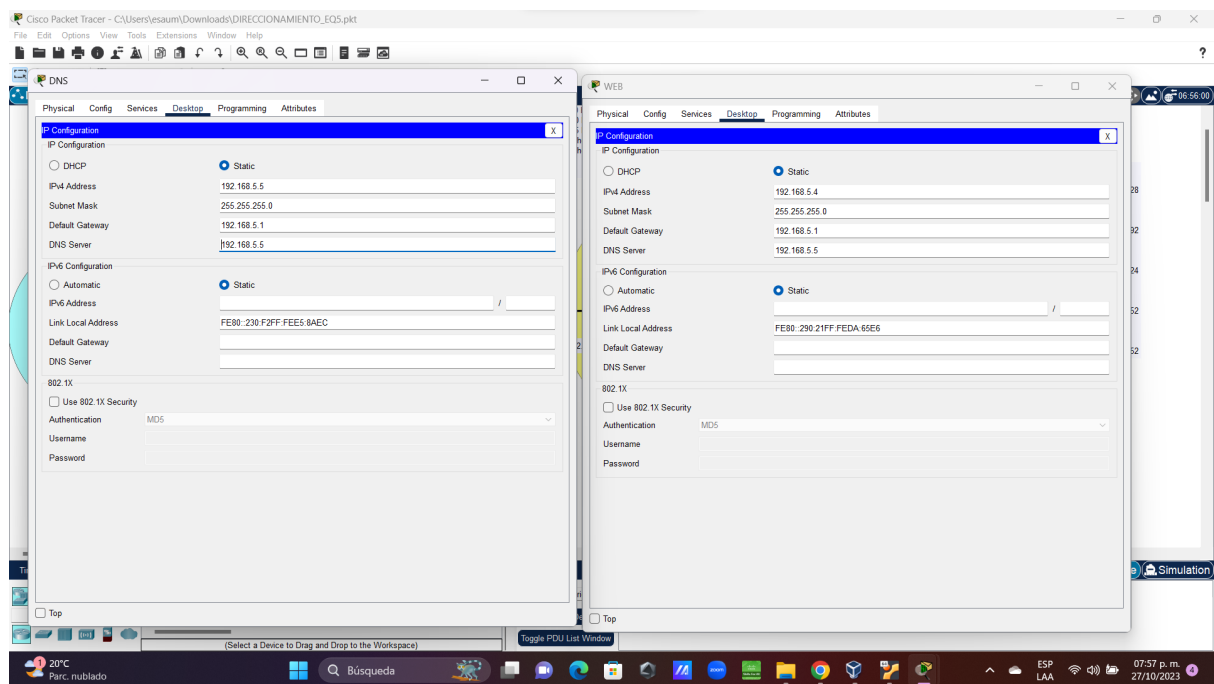 Cisco Packet Tracer - C:\Users\esaum\Downloads\DIRECCIONAMIENTO_EQ5.pkt
File Edit Options View Tools Extensions Window Help
?
06:56:00
DNS
Physical Config Services Desktop Programming Attributes
IP Configuration X
IP Configuration
DHCP Static
IPv4 Address 192.168.5.5
Subnet Mask 255.255.255.0
Default Gateway 192.168.5.1
DNS Server 192.168.5.5
IPv6 Configuration
Automatic Static
IPv6 Address /
Link Local Address FE80::230:F2FF:FEE5:8AEC
Default Gateway
DNS Server
802.1X
Use 802.1X Security
Authentication MD5
Username
Password
Top
WEB
Physical Config Services Desktop Programming Attributes
IP Configuration X
IP Configuration
DHCP Static
IPv4 Address 192.168.5.4
Subnet Mask 255.255.255.0
Default Gateway 192.168.5.1
DNS Server 192.168.5.5
IPv6 Configuration
Automatic Static
IPv6 Address /
Link Local Address FE80::290:21FF:FEDA:65E6
Default Gateway
DNS Server
802.1X
Use 802.1X Security
Authentication MD5
Username
Password
Top
28
92
24
52
52
Simulation
(Select a Device to Drag and Drop to the Workspace)
Toggle PDU List Window
1
20°C
Parc. nublado
Búsqueda
zoom
ESP
LAA
07:57 p. m.
27/10/2023
4